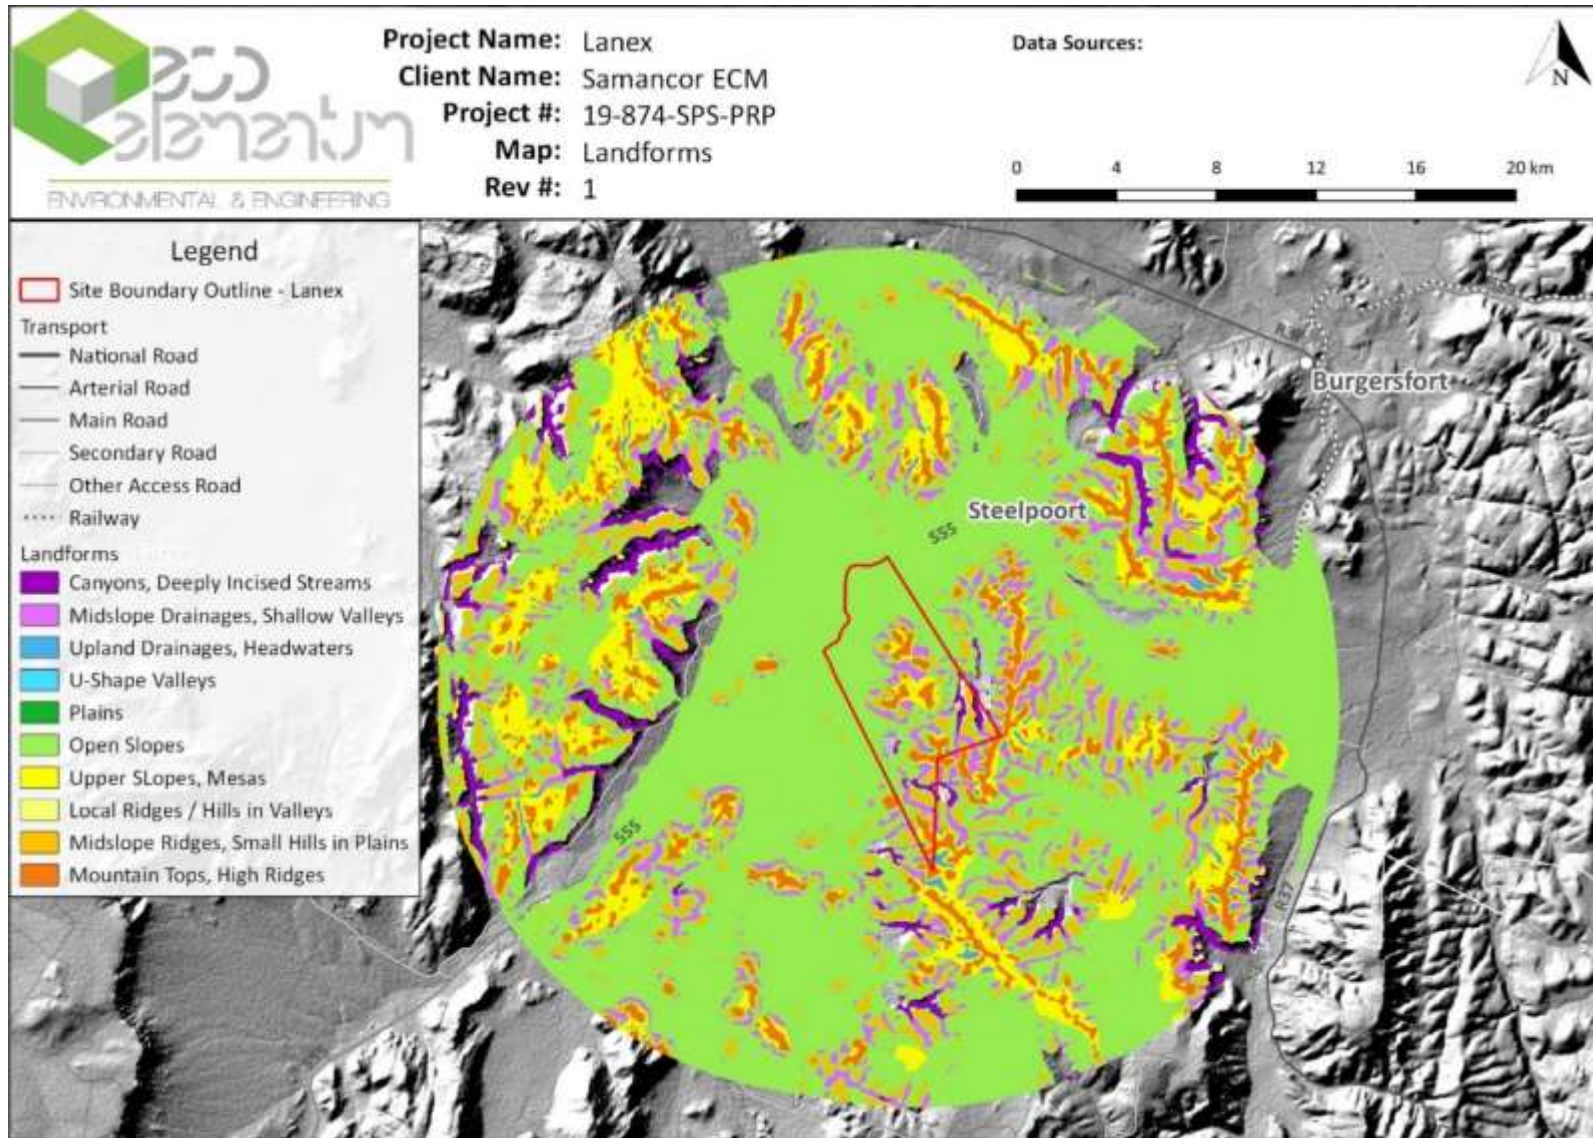 eco
elementum
ENVIRONMENTAL & ENGINEERING
Project Name: Lanex
Client Name: Samancor ECM
Project #: 19-874-SPS-PRP
Map: Landforms
Rev #: 1
Data Sources:
N
0 4 8 12 16 20 km
Legend
Site Boundary Outline - Lanex
Transport
National Road
Arterial Road
Main Road
Secondary Road
Other Access Road
Railway
Landforms
Canyons, Deeply Incised Streams
Midslope Drainages, Shallow Valleys
Upland Drainages, Headwaters
U-Shape Valleys
Plains
Open Slopes
Upper SLopes, Mesas
Local Ridges / Hills in Valleys
Midslope Ridges, Small Hills in Plains
Mountain Tops, High Ridges
Burgersfort
Steelpoort
555
555
R37